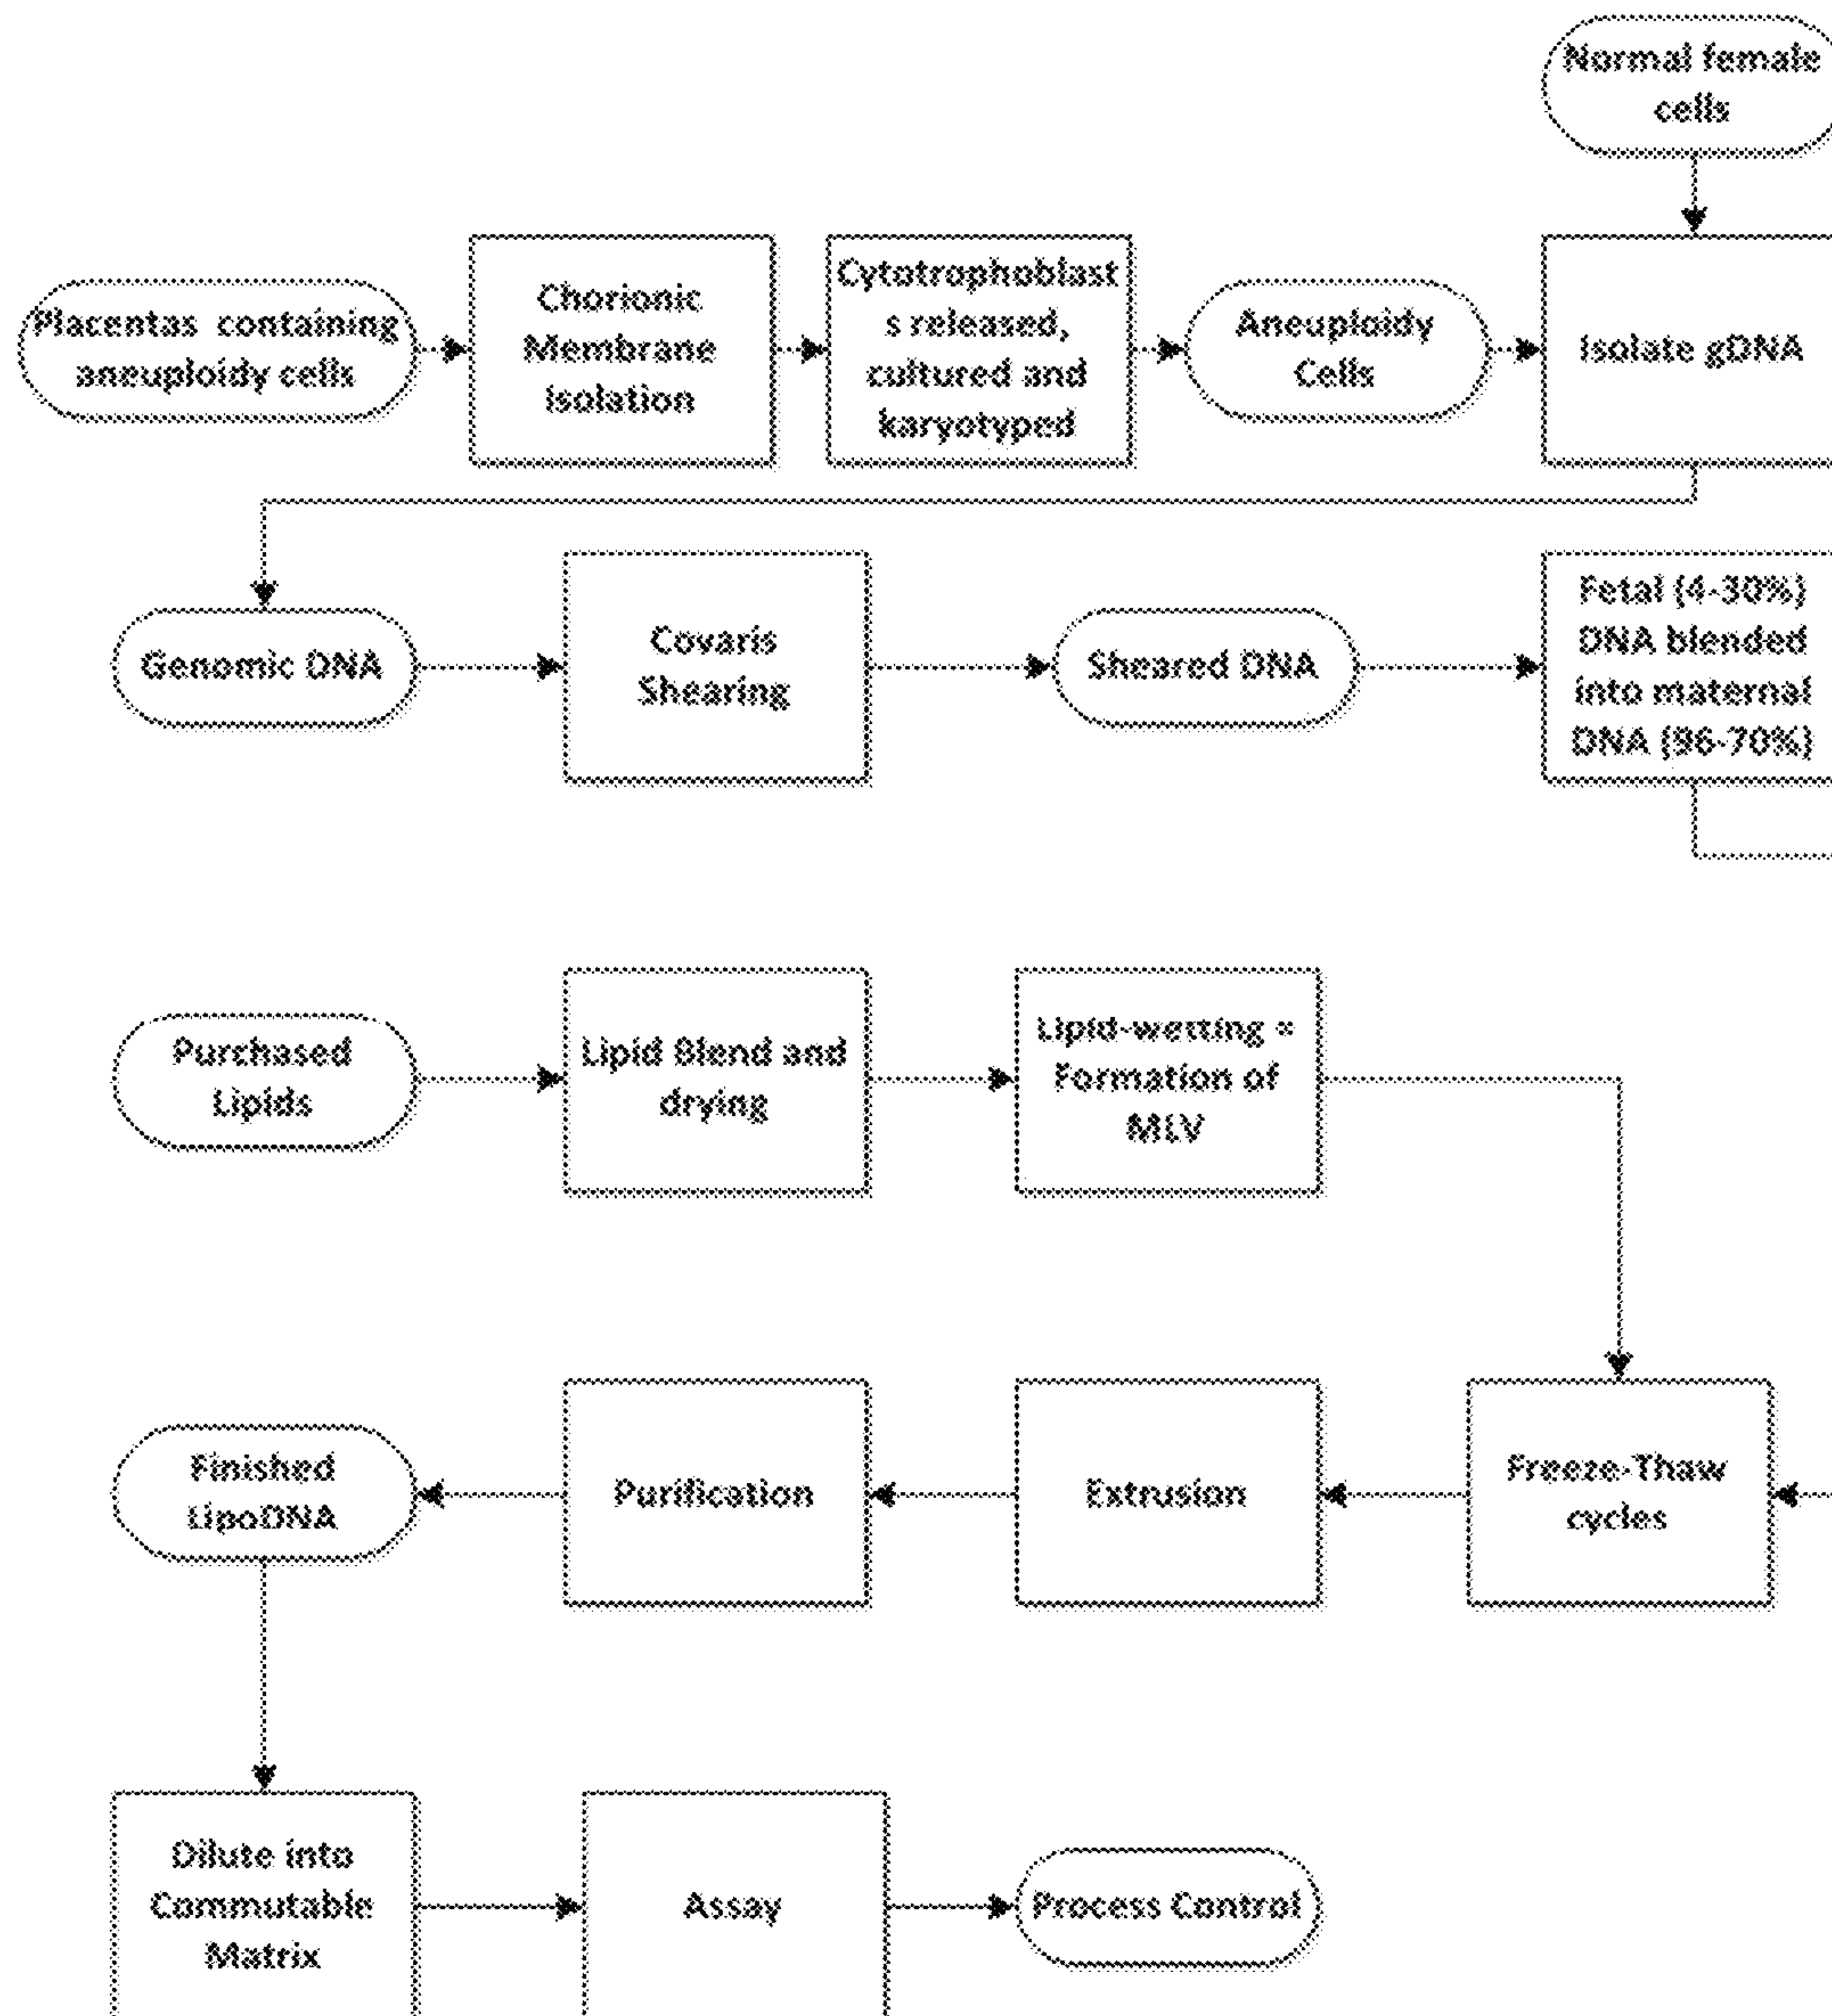 Normal female
cells
Placentas containing
aneuploidy cells
Chorionic
Membrane
Isolation
Cytotrophoblast
s released,
cultured and
karyotyped
Aneuploidy
Cells
Isolate gDNA
Genomic DNA
Covaris
Shearing
Sheared DNA
Fetal (4-30%)
DNA blended
into maternal
DNA (96-70%)
Purchased
Lipids
Lipid Blend and
drying
Lipid-wetting =
Formation of
MLV
Finished
LipoDNA
Purification
Extrusion
Freeze-Thaw
cycles
Dilute into
Commutable
Matrix
Assay
Process Control